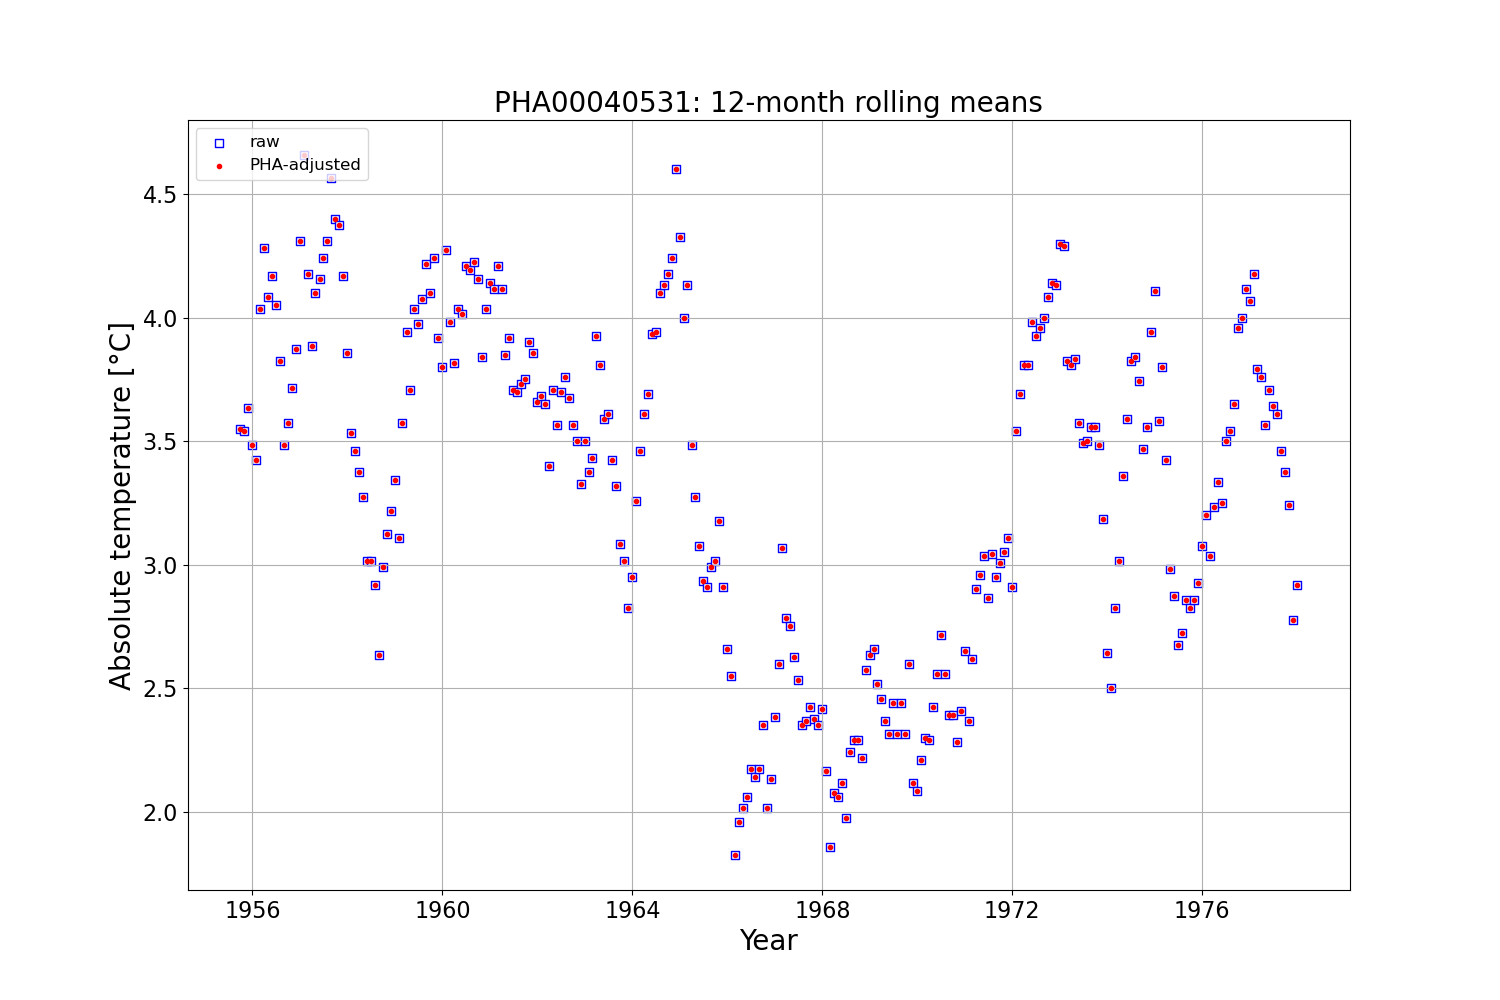 PHA00040531: 12-month rolling means
raw
PHA-adjusted
4.5
4.0
3.5
3.0
2.5
2.0
Absolute temperature [°C]
1956 1960 1964 1968 1972 1976
Year